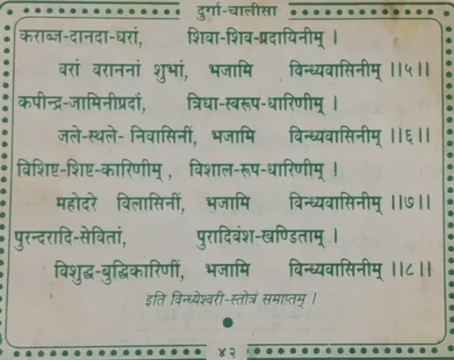 दुर्गा-चालीसा
कराब्ज-दानदा-धरां, शिवा-शिव-प्रदायिनीम् ।
वरां वराननां शुभां, भजामि विन्ध्यवासिनीम् ।।५।।
कपीन्द्र-जामिनीप्रदाँ, त्रिधा-स्वरूप-धारिणीम् ।
जले-स्थले- निवासिनीं, भजामि विन्ध्यवासिनीम् ।।६।।
विशिष्ट-शिष्ट-कारिणीम्, विशाल-रूप-धारिणीम् ।
महोदरे विलासिनीं, भजामि विन्ध्यवासिनीम् ।।७।।
पुरन्दरादि-सेवितां, पुरादिवंश-खण्डिताम् ।
विशुद्ध-बुद्धिकारिणीं, भजामि विन्ध्यवासिनीम् ।।८।।
इति विन्ध्येश्वरी-स्तोत्रं समाप्तम् ।
४२